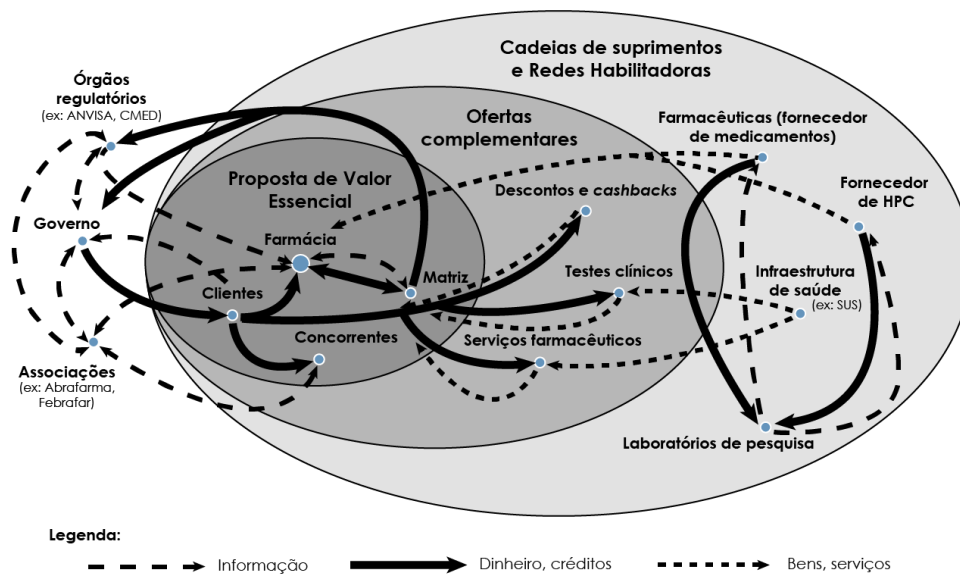 Cadeias de suprimentos
e Redes Habilitadoras
Órgãos
regulatórios
(ex: ANVISA, CMED)
Ofertas
complementares
Farmacêuticas (fornecedor
de medicamentos)
Proposta de Valor
Essencial
Descontos e cashbacks
Fornecedor
de HPC
Governo
Farmácia
Matriz
Testes clínicos
Infraestrutura
de saúde
(ex: SUS)
Clientes
Concorrentes
Serviços farmacêuticos
Associações
(ex: Abrafarma,
Febrafar)
Laboratórios de pesquisa
Legenda:
Informação
Dinheiro, créditos
Bens, serviços